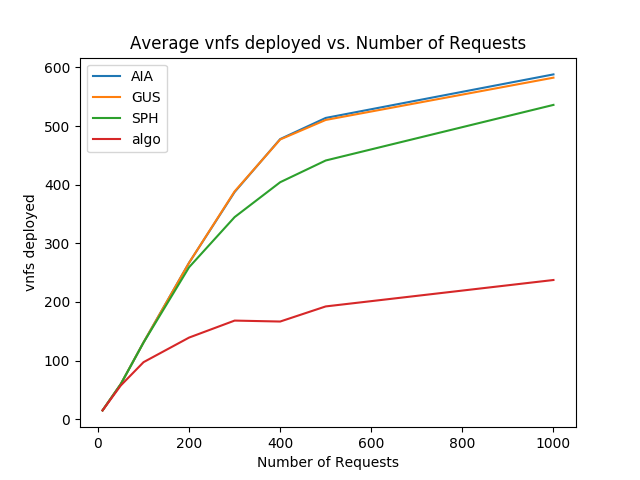 Average vnfs deployed vs. Number of Requests
600
500
400
300
200
100
0
vnfs deployed
AIA
GUS
SPH
algo
0 200 400 600 800 1000
Number of Requests